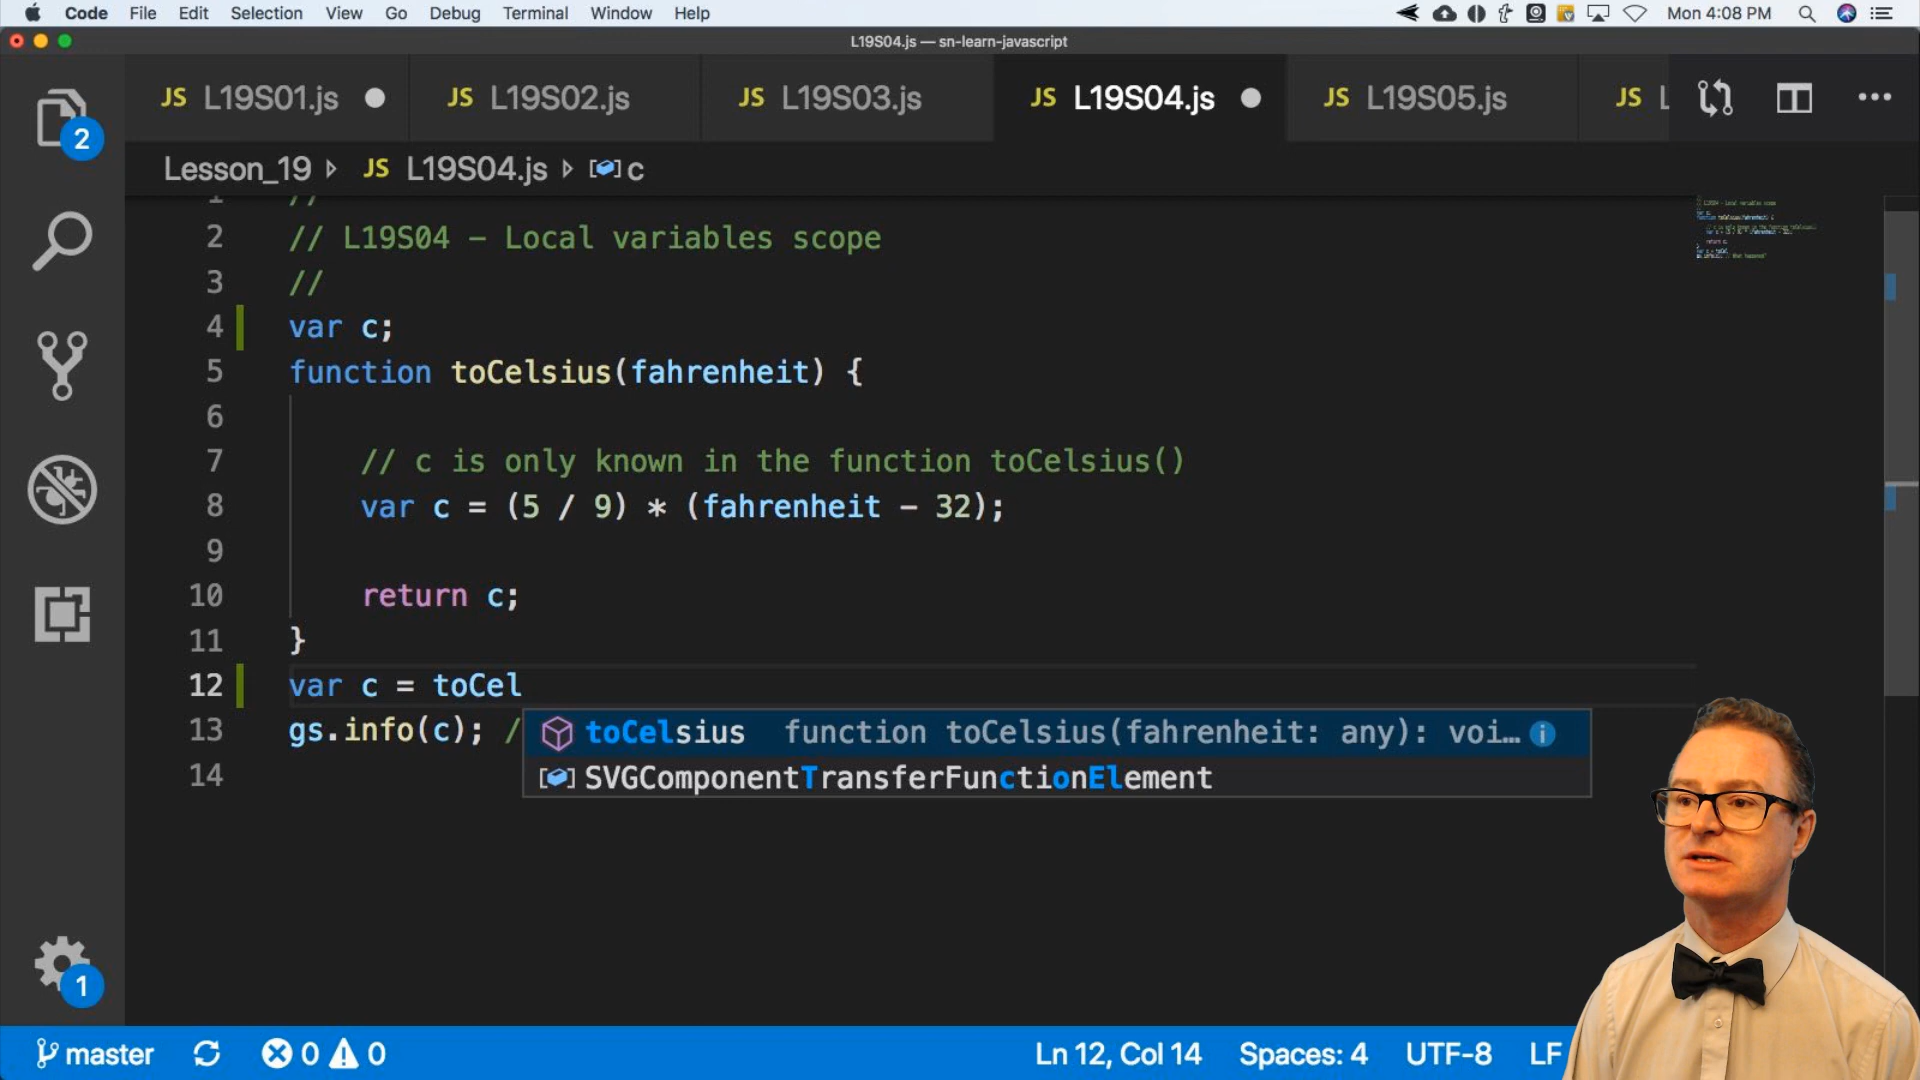 Code File Edit Selection View Go Debug Terminal Window Help Mon 4:08 PM
L19S04.js — sn-learn-javascript
JS L19S01.js JS L19S02.js JS L19S03.js JS L19S04.js JS L19S05.js JS L
2
Lesson_19 JS L19S04.js c
1 //
2 // L19S04 - Local variables scope
3 //
4 var c;
5 function toCelsius(fahrenheit) {
6
7 // c is only known in the function toCelsius()
8 var c = (5 / 9) * (fahrenheit - 32);
9
10 return c;
11 }
12 var c = toCel
13 gs.info(c); /
toCelsius function toCelsius(fahrenheit: any): voi…
14
SVGComponentTransferFunctionElement
1
master 0 0 Ln 12, Col 14 Spaces: 4 UTF-8 LF